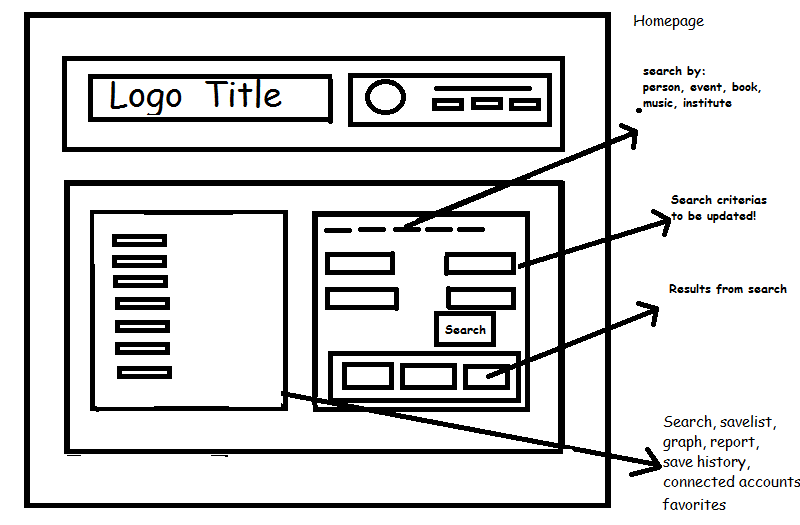 Homepage
search by:
person, event, book,
music, institute
Logo Title
Search criterias
to be updated!
Results from search
Search
Search, savelist,
graph, report,
save history,
connected accounts
favorites